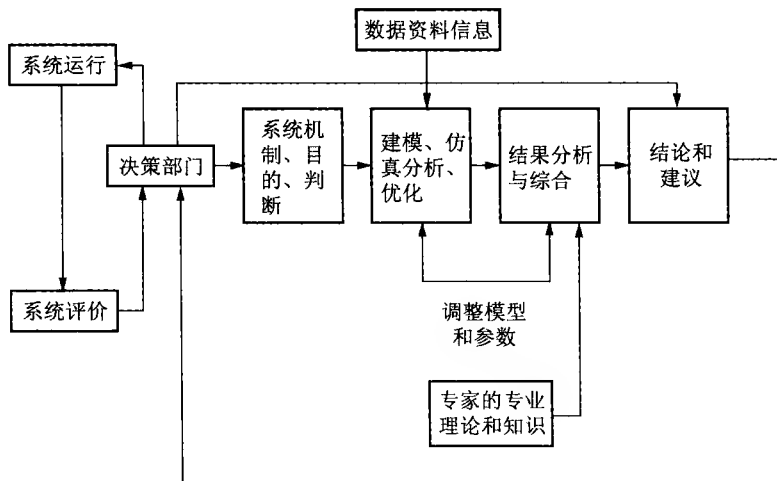 数据资料信息
系统运行
决策部门
系统机
制、目
的、判
断
建模、仿
真分析、
优化
结果分析
与综合
结论和
建议
系统评价
调整模型
和参数
专家的专业
理论和知识